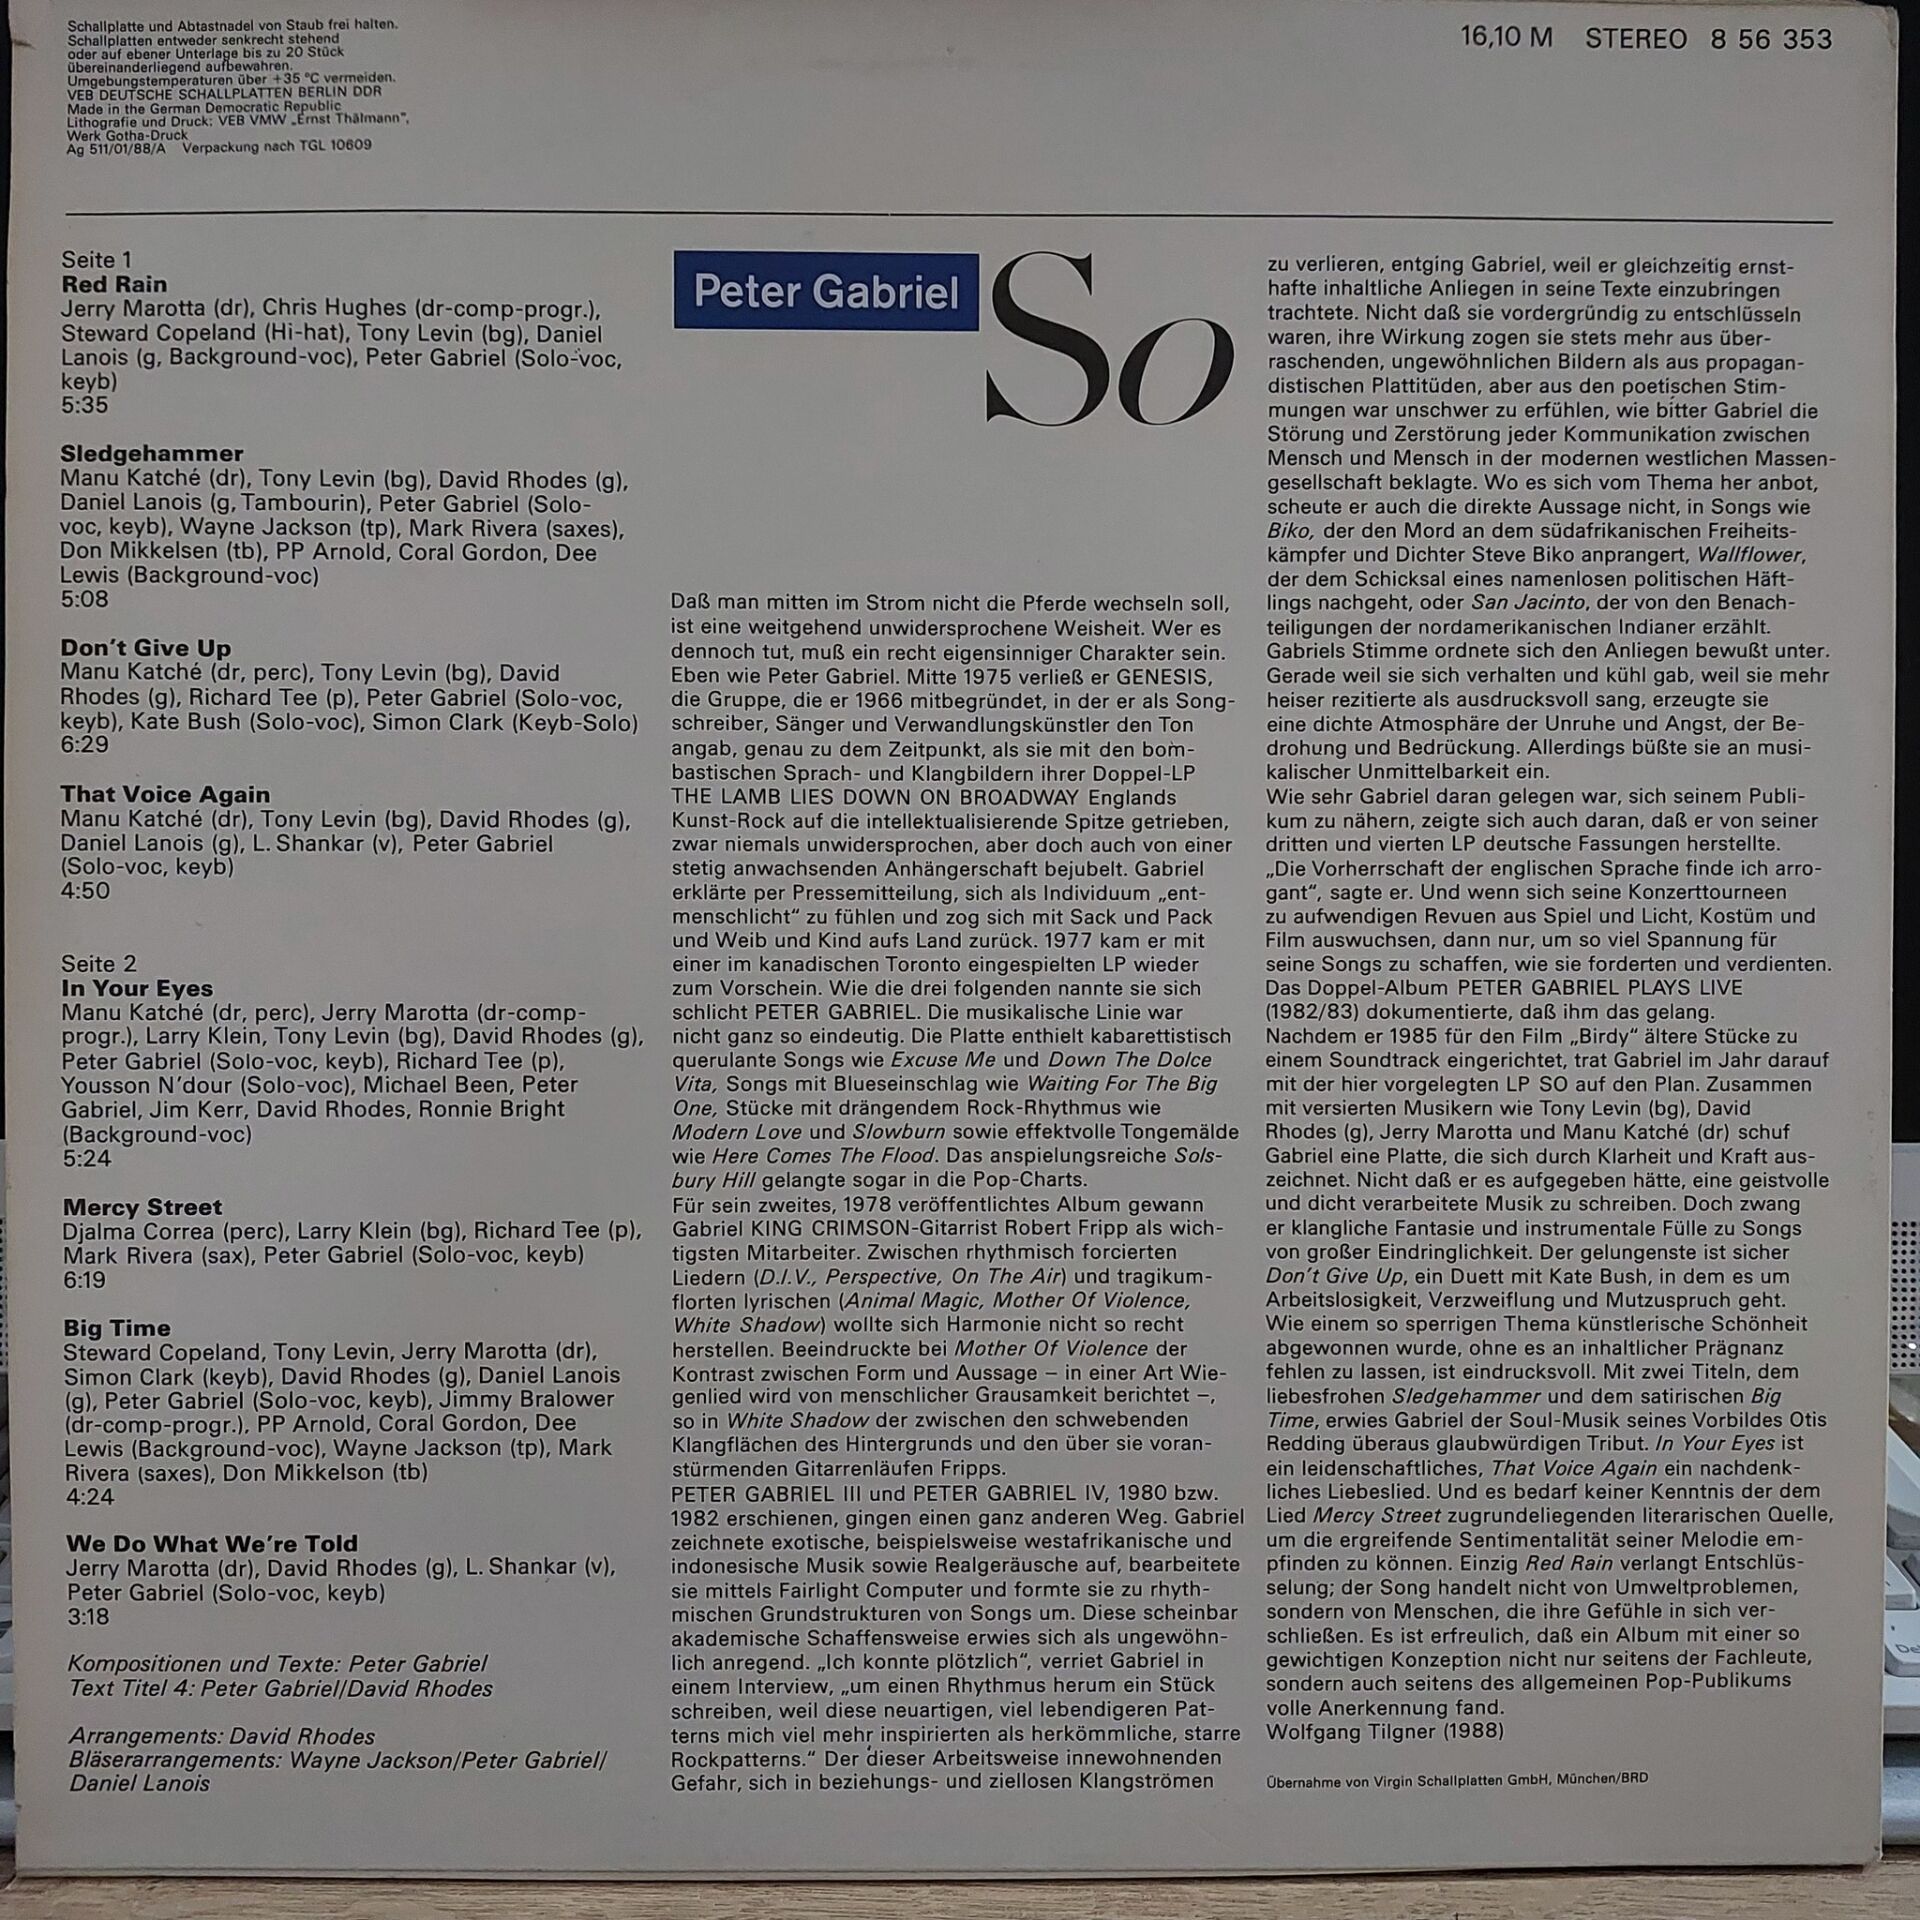 Schallplatte und Abtastnadel von Staub frei halten.
Schallplatten entweder senkrecht stehend
oder auf ebener Unterlage bis zu 20 Stück
übereinanderliegend aufbewahren.
Umgebungstemperaturen über +35 °C vermeiden.
VEB DEUTSCHE SCHALLPLATTEN BERLIN DDR
Made in the German Democratic Republic
Lithografie und Druck: VEB VMW „Ernst Thälmann“,
Werk Gotha-Druck
Ag 511/01/88/A Verpackung nach TGL 10609
16,10 M STEREO 8 56 353
Seite 1
Red Rain
Jerry Marotta (dr), Chris Hughes (dr-comp-progr.),
Steward Copeland (Hi-hat), Tony Levin (bg), Daniel
Lanois (g, Background-voc), Peter Gabriel (Solo-voc,
keyb)
5:35
Sledgehammer
Manu Katché (dr), Tony Levin (bg), David Rhodes (g),
Daniel Lanois (g, Tambourin), Peter Gabriel (Solo-
voc, keyb), Wayne Jackson (tp), Mark Rivera (saxes),
Don Mikkelsen (tb), PP Arnold, Coral Gordon, Dee
Lewis (Background-voc)
5:08
Don't Give Up
Manu Katché (dr, perc), Tony Levin (bg), David
Rhodes (g), Richard Tee (p), Peter Gabriel (Solo-voc,
keyb), Kate Bush (Solo-voc), Simon Clark (Keyb-Solo)
6:29
That Voice Again
Manu Katché (dr), Tony Levin (bg), David Rhodes (g),
Daniel Lanois (g), L. Shankar (v), Peter Gabriel
(Solo-voc, keyb)
4:50
Seite 2
In Your Eyes
Manu Katché (dr, perc), Jerry Marotta (dr-comp-
progr.), Larry Klein, Tony Levin (bg), David Rhodes (g),
Peter Gabriel (Solo-voc, keyb), Richard Tee (p),
Yousson N'dour (Solo-voc), Michael Been, Peter
Gabriel, Jim Kerr, David Rhodes, Ronnie Bright
(Background-voc)
5:24
Mercy Street
Djalma Correa (perc), Larry Klein (bg), Richard Tee (p),
Mark Rivera (sax), Peter Gabriel (Solo-voc, keyb)
6:19
Big Time
Steward Copeland, Tony Levin, Jerry Marotta (dr),
Simon Clark (keyb), David Rhodes (g), Daniel Lanois
(g), Peter Gabriel (Solo-voc, keyb), Jimmy Bralower
(dr-comp-progr.), PP Arnold, Coral Gordon, Dee
Lewis (Background-voc), Wayne Jackson (tp), Mark
Rivera (saxes), Don Mikkelson (tb)
4:24
We Do What We're Told
Jerry Marotta (dr), David Rhodes (g), L. Shankar (v),
Peter Gabriel (Solo-voc, keyb)
3:18
Kompositionen und Texte: Peter Gabriel
Text Titel 4: Peter Gabriel/David Rhodes
Arrangements: David Rhodes
Bläserarrangements: Wayne Jackson/Peter Gabriel/
Daniel Lanois
Peter Gabriel
So
Daß man mitten im Strom nicht die Pferde wechseln soll,
ist eine weitgehend unwidersprochene Weisheit. Wer es
dennoch tut, muß ein recht eigensinniger Charakter sein.
Eben wie Peter Gabriel. Mitte 1975 verließ er GENESIS,
die Gruppe, die er 1966 mitbegründet, in der er als Song-
schreiber, Sänger und Verwandlungskünstler den Ton
angab, genau zu dem Zeitpunkt, als sie mit den bom-
bastischen Sprach- und Klangbildern ihrer Doppel-LP
THE LAMB LIES DOWN ON BROADWAY Englands
Kunst-Rock auf die intellektualisierende Spitze getrieben,
zwar niemals unwidersprochen, aber doch auch von einer
stetig anwachsenden Anhängerschaft bejubelt. Gabriel
erklärte per Pressemitteilung, sich als Individuum „ent-
menschlicht“ zu fühlen und zog sich mit Sack und Pack
und Weib und Kind aufs Land zurück. 1977 kam er mit
einer im kanadischen Toronto eingespielten LP wieder
zum Vorschein. Wie die drei folgenden nannte sie sich
schlicht PETER GABRIEL. Die musikalische Linie war
nicht ganz so eindeutig. Die Platte enthielt kabarettistisch
querulante Songs wie Excuse Me und Down The Dolce
Vita, Songs mit Blueseinschlag wie Waiting For The Big
One, Stücke mit drängendem Rock-Rhythmus wie
Modern Love und Slowburn sowie effektvolle Tongemälde
wie Here Comes The Flood. Das anspielungsreiche Sols-
bury Hill gelangte sogar in die Pop-Charts.
Für sein zweites, 1978 veröffentlichtes Album gewann
Gabriel KING CRIMSON-Gitarrist Robert Fripp als wich-
tigsten Mitarbeiter. Zwischen rhythmisch forcierten
Liedern (D.I.V., Perspective, On The Air) und tragikum-
florten lyrischen (Animal Magic, Mother Of Violence,
White Shadow) wollte sich Harmonie nicht so recht
herstellen. Beeindruckte bei Mother Of Violence der
Kontrast zwischen Form und Aussage – in einer Art Wie-
genlied wird von menschlicher Grausamkeit berichtet –,
so in White Shadow der zwischen den schwebenden
Klangflächen des Hintergrunds und den über sie voran-
stürmenden Gitarrenläufen Fripps.
PETER GABRIEL III und PETER GABRIEL IV, 1980 bzw.
1982 erschienen, gingen einen ganz anderen Weg. Gabriel
zeichnete exotische, beispielsweise westafrikanische und
indonesische Musik sowie Realgeräusche auf, bearbeitete
sie mittels Fairlight Computer und formte sie zu rhyth-
mischen Grundstrukturen von Songs um. Diese scheinbar
akademische Schaffensweise erwies sich als ungewöhn-
lich anregend. „Ich konnte plötzlich“, verriet Gabriel in
einem Interview, „um einen Rhythmus herum ein Stück
schreiben, weil diese neuartigen, viel lebendigeren Pat-
terns mich viel mehr inspirierten als herkömmliche, starre
Rockpatterns.“ Der dieser Arbeitsweise innewohnenden
Gefahr, sich in beziehungs- und ziellosen Klangströmen
zu verlieren, entging Gabriel, weil er gleichzeitig ernst-
hafte inhaltliche Anliegen in seine Texte einzubringen
trachtete. Nicht daß sie vordergründig zu entschlüsseln
waren, ihre Wirkung zogen sie stets mehr aus über-
raschenden, ungewöhnlichen Bildern als aus propagan-
distischen Plattitüden, aber aus den poetischen Stim-
mungen war unschwer zu erfühlen, wie bitter Gabriel die
Störung und Zerstörung jeder Kommunikation zwischen
Mensch und Mensch in der modernen westlichen Massen-
gesellschaft beklagte. Wo es sich vom Thema her anbot,
scheute er auch die direkte Aussage nicht, in Songs wie
Biko, der den Mord an dem südafrikanischen Freiheits-
kämpfer und Dichter Steve Biko anprangert, Wallflower,
der dem Schicksal eines namenlosen politischen Häft-
lings nachgeht, oder San Jacinto, der von den Benach-
teiligungen der nordamerikanischen Indianer erzählt.
Gabriels Stimme ordnete sich den Anliegen bewußt unter.
Gerade weil sie sich verhalten und kühl gab, weil sie mehr
heiser rezitierte als ausdrucksvoll sang, erzeugte sie
eine dichte Atmosphäre der Unruhe und Angst, der Be-
drohung und Bedrückung. Allerdings büßte sie an musi-
kalischer Unmittelbarkeit ein.
Wie sehr Gabriel daran gelegen war, sich seinem Publi-
kum zu nähern, zeigte sich auch daran, daß er von seiner
dritten und vierten LP deutsche Fassungen herstellte.
„Die Vorherrschaft der englischen Sprache finde ich arro-
gant“, sagte er. Und wenn sich seine Konzerttourneen
zu aufwendigen Revuen aus Spiel und Licht, Kostüm und
Film auswuchsen, dann nur, um so viel Spannung für
seine Songs zu schaffen, wie sie forderten und verdienten.
Das Doppel-Album PETER GABRIEL PLAYS LIVE
(1982/83) dokumentierte, daß ihm das gelang.
Nachdem er 1985 für den Film „Birdy“ ältere Stücke zu
einem Soundtrack eingerichtet, trat Gabriel im Jahr darauf
mit der hier vorgelegten LP SO auf den Plan. Zusammen
mit versierten Musikern wie Tony Levin (bg), David
Rhodes (g), Jerry Marotta und Manu Katché (dr) schuf
Gabriel eine Platte, die sich durch Klarheit und Kraft aus-
zeichnet. Nicht daß er es aufgegeben hätte, eine geistvolle
und dicht verarbeitete Musik zu schreiben. Doch zwang
er klangliche Fantasie und instrumentale Fülle zu Songs
von großer Eindringlichkeit. Der gelungenste ist sicher
Don't Give Up, ein Duett mit Kate Bush, in dem es um
Arbeitslosigkeit, Verzweiflung und Mutzuspruch geht.
Wie einem so sperrigen Thema künstlerische Schönheit
abgewonnen wurde, ohne es an inhaltlicher Prägnanz
fehlen zu lassen, ist eindrucksvoll. Mit zwei Titeln, dem
liebesfrohen Sledgehammer und dem satirischen Big
Time, erwies Gabriel der Soul-Musik seines Vorbildes Otis
Redding überaus glaubwürdigen Tribut. In Your Eyes ist
ein leidenschaftliches, That Voice Again ein nachdenk-
liches Liebeslied. Und es bedarf keiner Kenntnis der dem
Lied Mercy Street zugrundeliegenden literarischen Quelle,
um die ergreifende Sentimentalität seiner Melodie em-
pfinden zu können. Einzig Red Rain verlangt Entschlüs-
selung; der Song handelt nicht von Umweltproblemen,
sondern von Menschen, die ihre Gefühle in sich ver-
schließen. Es ist erfreulich, daß ein Album mit einer so
gewichtigen Konzeption nicht nur seitens der Fachleute,
sondern auch seitens des allgemeinen Pop-Publikums
volle Anerkennung fand.
Wolfgang Tilgner (1988)
Übernahme von Virgin Schallplatten GmbH, München/BRD